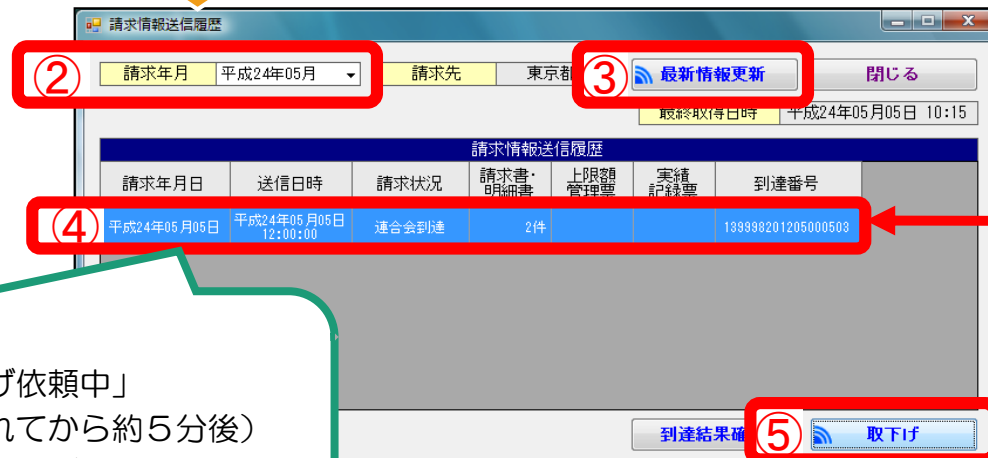 請求情報送信履歴
② 請求年月 平成24年05月 請求先 東京都 ③ 最新情報更新 閉じる
最終取得日時 平成24年05月05日 10:15
請求情報送信履歴
請求年月日 送信日時 請求状況 請求書・明細書 上限額管理票 実績記録票 到達番号
④ 平成24年05月05日 平成24年05月05日 12:00:00 連合会到達 2件 139998201205000503
げ依頼中」
れてから約５分後）
到達結果確 ⑤ 取下げ